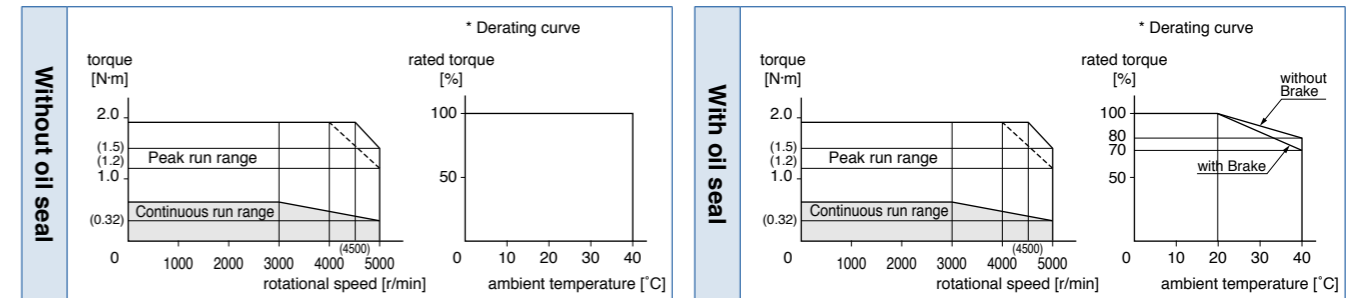 Without oil seal
* Derating curve
torque
[N·m]
2.0
(1.5)
(1.2)
1.0
(0.32)
0
Peak run range
Continuous run range
1000 2000 3000 4000 5000
(4500)
rotational speed [r/min]
rated torque
[%]
100
50
0 10 20 30 40
ambient temperature [˚C]
With oil seal
* Derating curve
torque
[N·m]
2.0
(1.5)
(1.2)
1.0
(0.32)
0
Peak run range
Continuous run range
1000 2000 3000 4000 5000
(4500)
rotational speed [r/min]
rated torque
[%]
without
Brake
100
80
70
50
with Brake
0 10 20 30 40
ambient temperature [˚C]